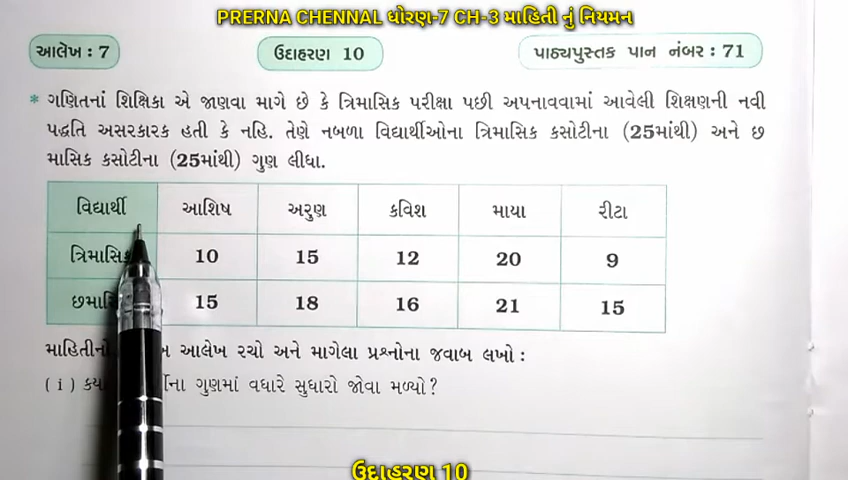 PRERNA CHENNAL ધોરણ-7 CH-3 માહિતી નું નિયમન
આલેખ : 7 ઉદાહરણ 10 પાઠ્યપુસ્તક પાન નંબર : 71
* ગણિતનાં શિક્ષિકા એ જાણવા માગે છે કે ત્રિમાસિક પરીક્ષા પછી અપનાવવામાં આવેલી શિક્ષણની નવી
પદ્ધતિ અસરકારક હતી કે નહિ. તેણે નબળા વિદ્યાર્થીઓના ત્રિમાસિક કસોટીના (25માંથી) અને છ
માસિક કસોટીના (25માંથી) ગુણ લીધા.
વિદ્યાર્થી આશિષ અરુણ કવિશ માયા રીટા
ત્રિમાસિક 10 15 12 20 9
15 18 16 21 15
આલેખ રચો અને માગેલા પ્રશ્નોના જવાબ લખો :
( i ) ગુણમાં વધારે સુધારો જોવા મળ્યો?
ઉદાહરણ 10